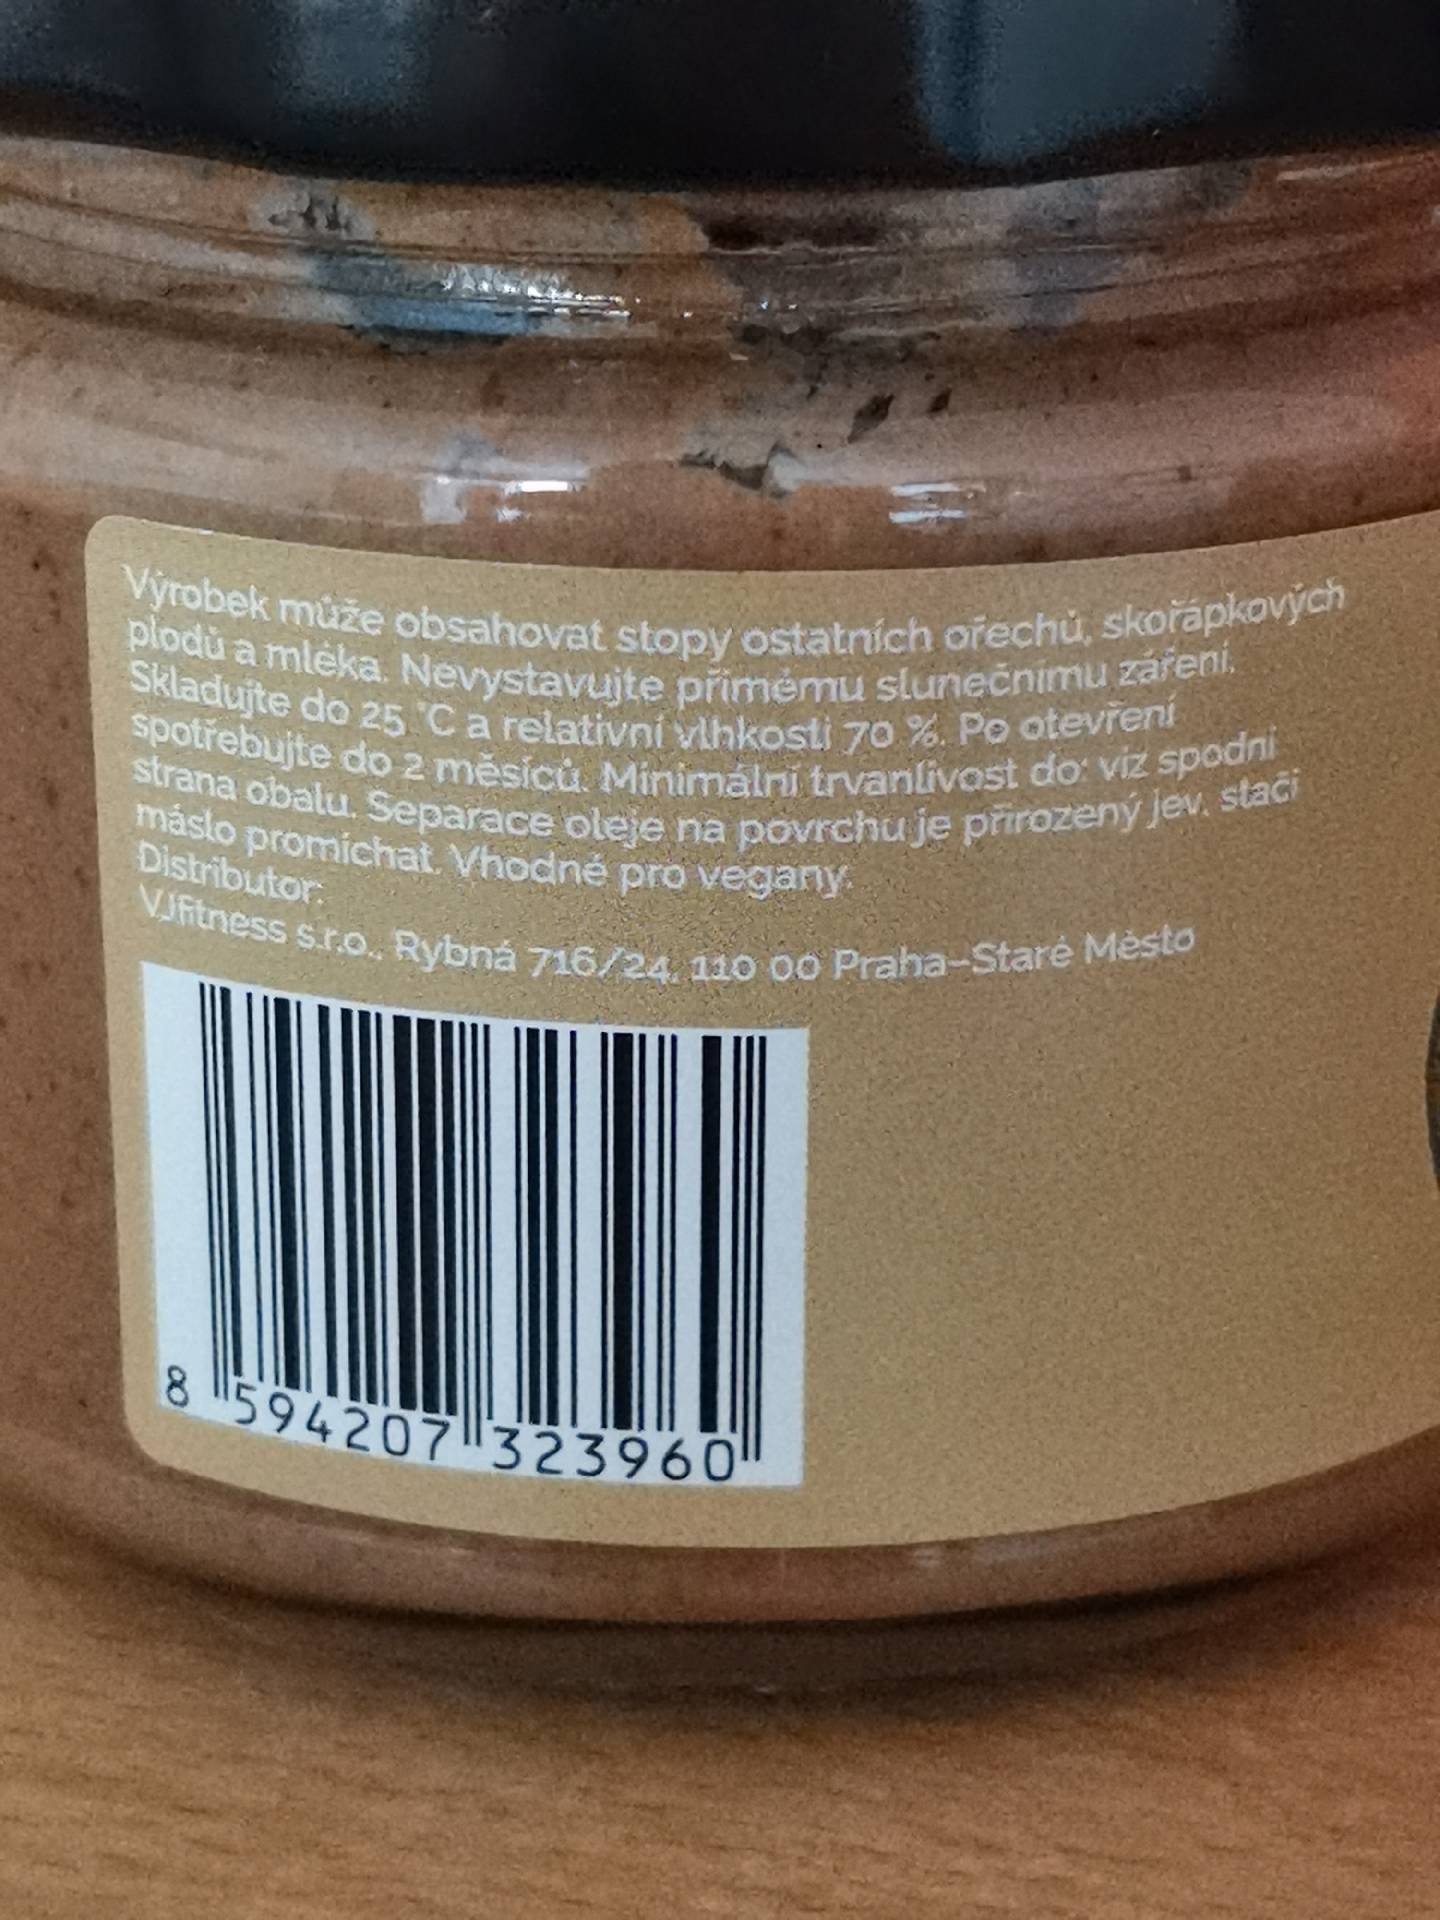 Výrobek může obsahovat stopy ostatních ořechů, skořápkových
plodů a mléka. Nevystavujte přímému slunečnímu záření.
Skladujte do 25 °C a relativní vlhkosti 70 %. Po otevření
spotřebujte do 2 měsíců. Minimální trvanlivost do: viz spodní
strana obalu. Separace oleje na povrchu je přirozený jev, stačí
máslo promíchat. Vhodné pro vegany.
Distributor:
VJfitness s.r.o., Rybná 716/24, 110 00 Praha-Staré Město
8 594207 323960